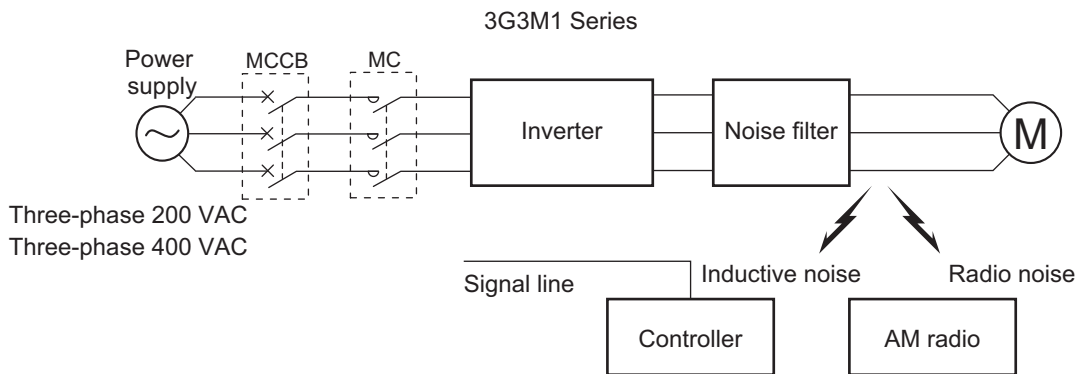 3G3M1 Series
Power
supply
MCCB
MC
Inverter
Noise filter
M
Three-phase 200 VAC
Three-phase 400 VAC
Signal line
Inductive noise
Radio noise
Controller
AM radio